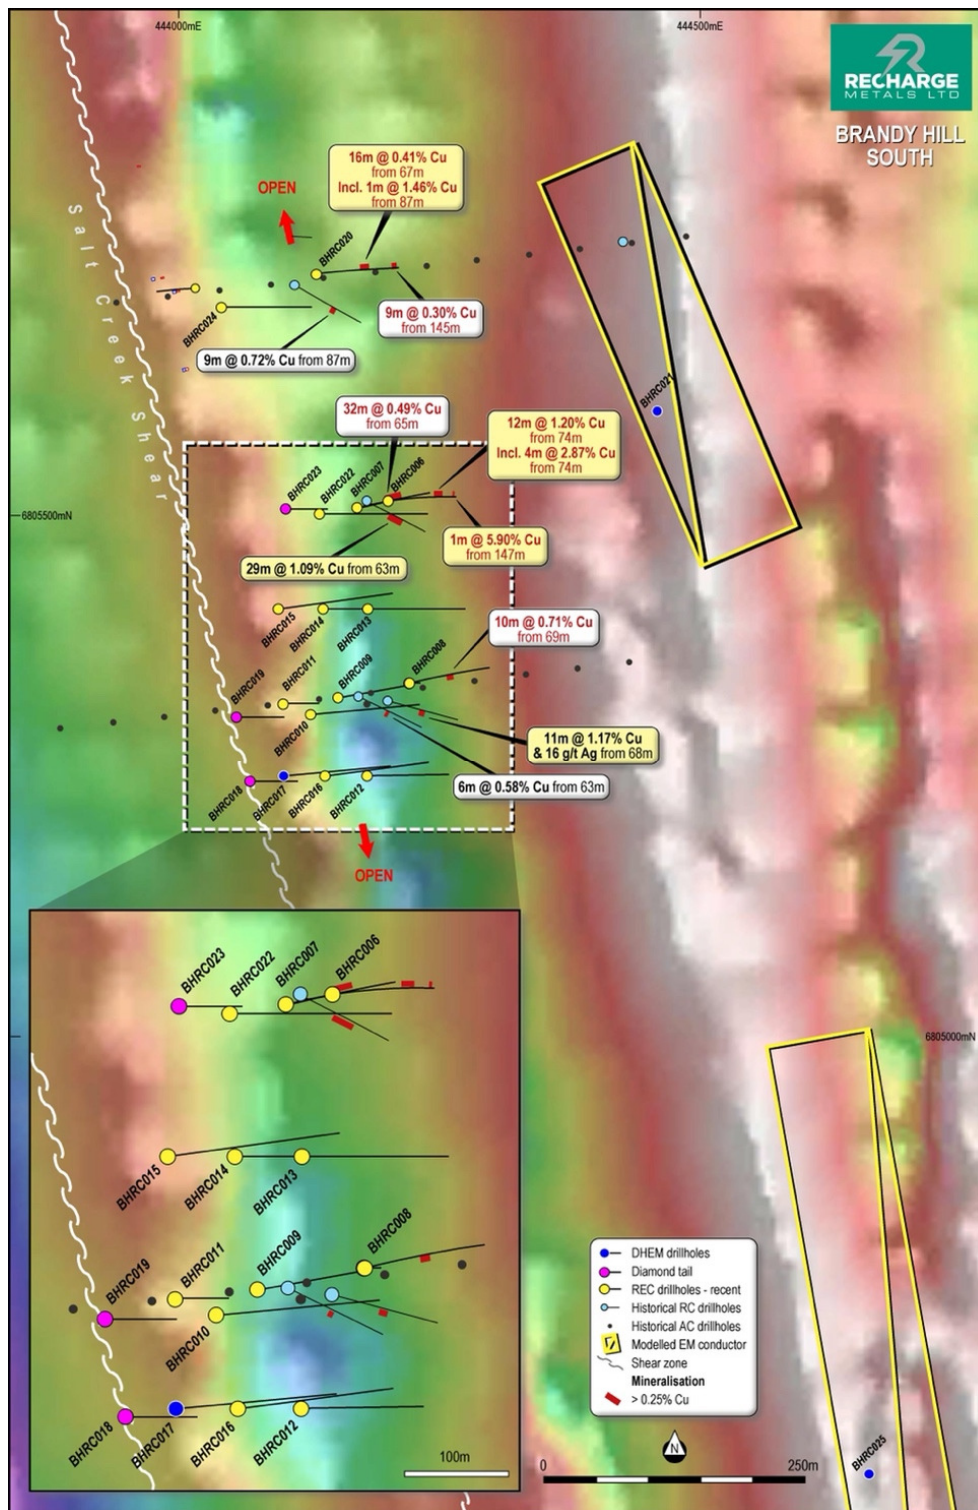 444000mE
444500mE
RECHARGE
METALS LTD
BRANDY HILL
SOUTH
16m @ 0.41% Cu
from 67m
Incl. 1m @ 1.46% Cu
from 87m
OPEN
BHRC020
Salt Creek Shear
BHRC024
9m @ 0.30% Cu
from 145m
9m @ 0.72% Cu from 87m
BHRC021
32m @ 0.49% Cu
from 65m
12m @ 1.20% Cu
from 74m
Incl. 4m @ 2.87% Cu
from 74m
BHRC023
BHRC022
BHRC007
BHRC006
6805500mN
1m @ 5.90% Cu
from 147m
29m @ 1.09% Cu from 63m
BHRC015
BHRC014
BHRC013
10m @ 0.71% Cu
from 69m
BHRC019
BHRC011
BHRC009
BHRC008
BHRC010
11m @ 1.17% Cu
& 16 g/t Ag from 68m
6m @ 0.58% Cu from 63m
BHRC018
BHRC017
BHRC016
BHRC012
OPEN
BHRC023
BHRC022
BHRC007
BHRC006
6805000mN
BHRC015
BHRC014
BHRC013
BHRC019
BHRC011
BHRC009
BHRC008
BHRC010
BHRC018
BHRC017
BHRC016
BHRC012
100m
DHEM drillholes
Diamond tail
REC drillholes - recent
Historical RC drillholes
Historical AC drillholes
Modelled EM conductor
Shear zone
Mineralisation
> 0.25% Cu
N
0
250m
BHRC025